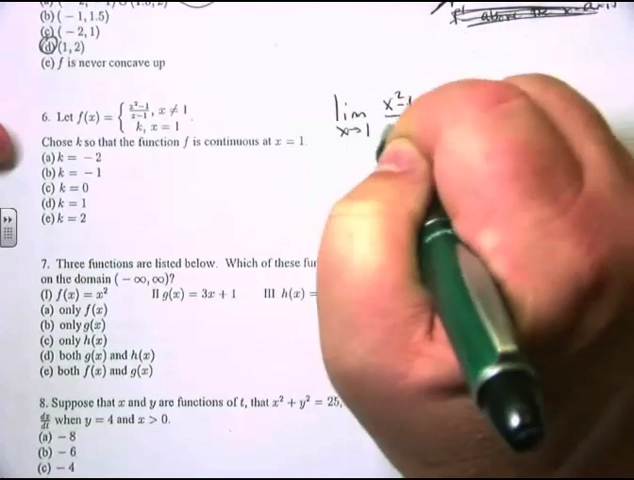 (b) ( − 1, 1.5)
(c) ( − 2, 1)
(d) (1, 2)
(e) f is never concave up
6. Let f(x) = { x²−1 / x−1 , x ≠ 1
k, x = 1
Chose k so that the function f is continuous at x = 1
(a) k = − 2
(b) k = − 1
(c) k = 0
(d) k = 1
(e) k = 2
lim x²-1
x→1
7. Three functions are listed below. Which of these
on the domain ( − ∞, ∞)?
(I) f(x) = x² II g(x) = 3x + 1 III h(x) =
(a) only f(x)
(b) only g(x)
(c) only h(x)
(d) both g(x) and h(x)
(e) both f(x) and g(x)
8. Suppose that x and y are functions of t, that x² + y² = 25,
dx/dt when y = 4 and x > 0.
(a) − 8
(b) − 6
(c) − 4